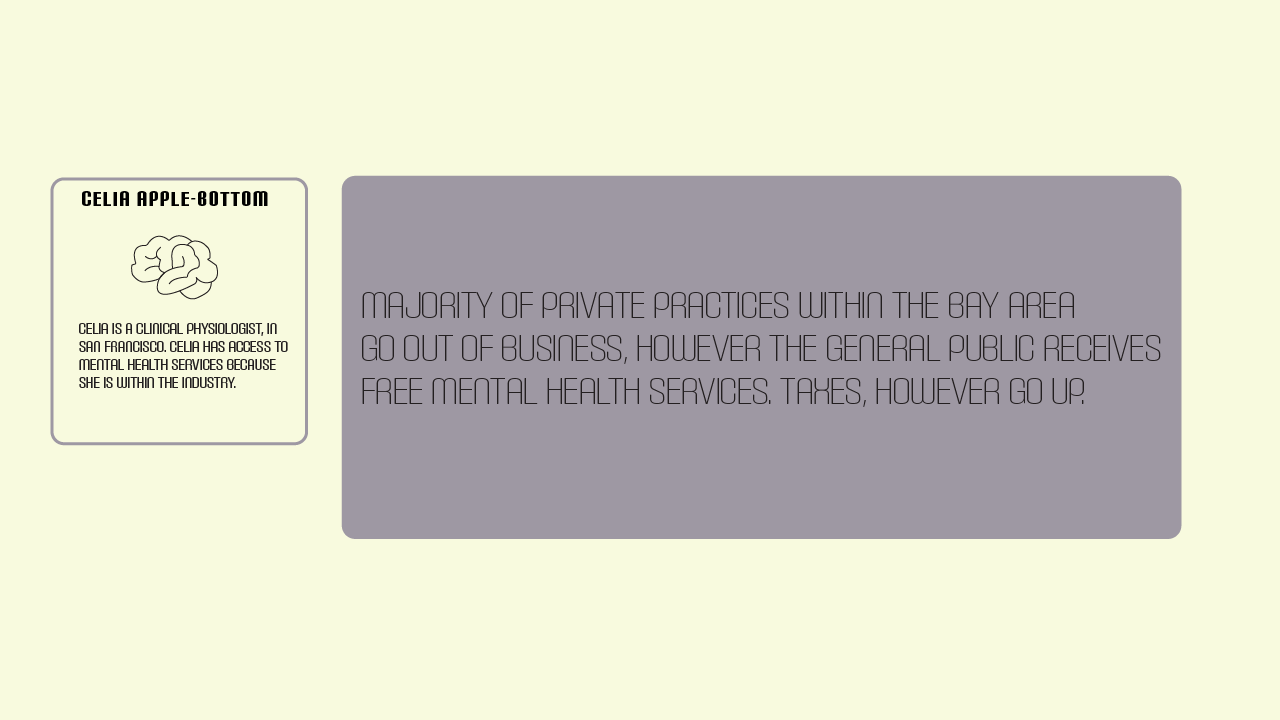 CELIA APPLE-BOTTOM
CELIA IS A CLINICAL PHYSIOLOGIST, IN
SAN FRANCISCO. CELIA HAS ACCESS TO
MENTAL HEALTH SERVICES BECAUSE
SHE IS WITHIN THE INDUSTRY.
MAJORITY OF PRIVATE PRACTICES WITHIN THE BAY AREA
GO OUT OF BUSINESS, HOWEVER THE GENERAL PUBLIC RECEIVES
FREE MENTAL HEALTH SERVICES. TAXES, HOWEVER GO UP.